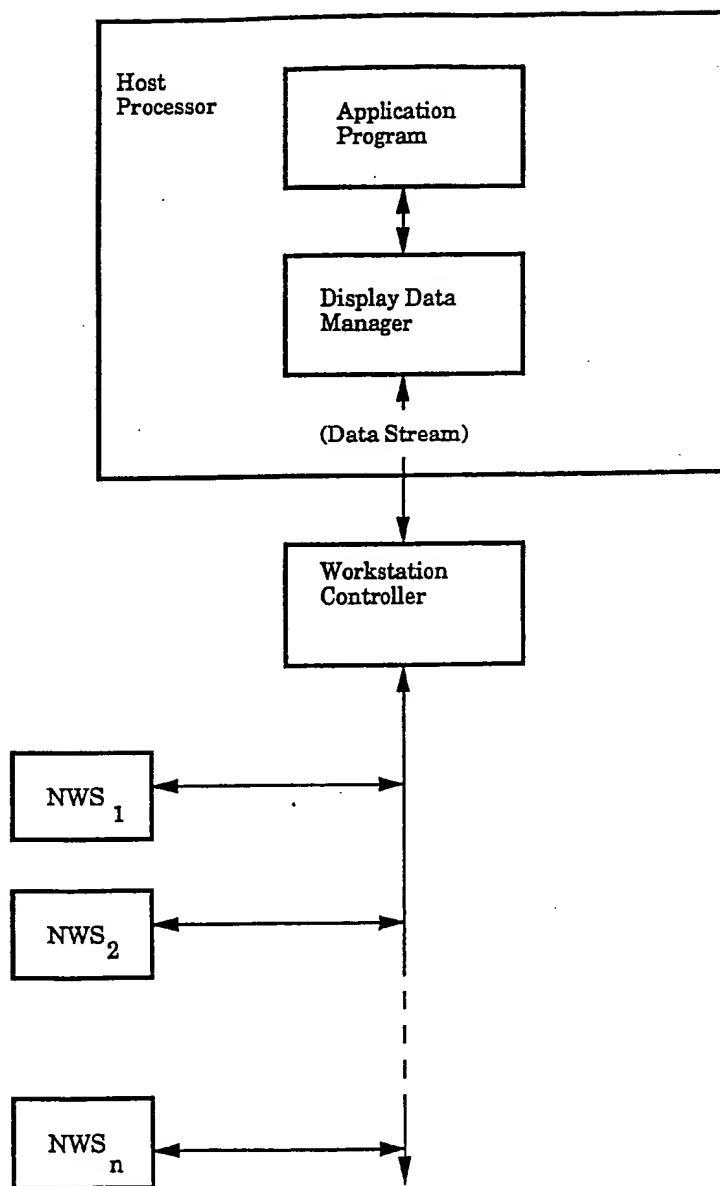 Host
Processor
Application
Program
Display Data
Manager
(Data Stream)
Workstation
Controller
NWS 1
NWS 2
NWS n